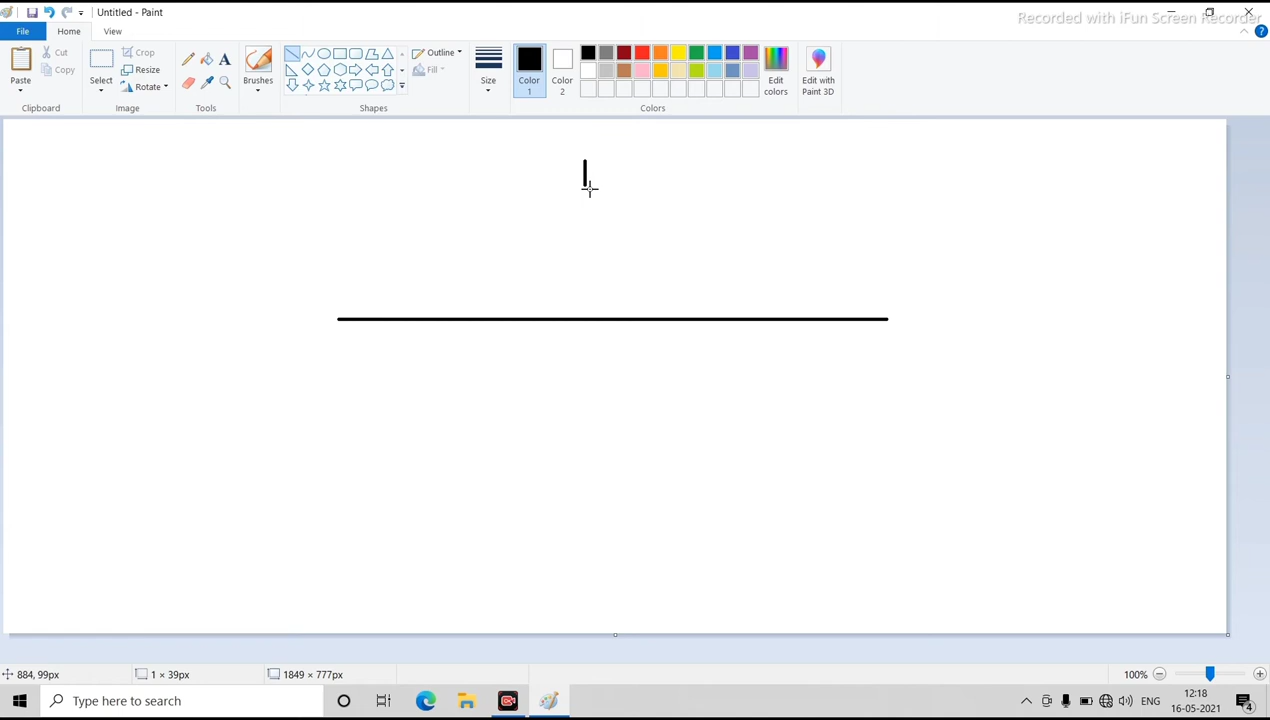 Untitled - Paint
Recorded with iFun Screen Recorder
File Home View
Paste
Cut
Copy
Clipboard
Select
Crop
Resize
Rotate
Image
Tools
Brushes
Shapes
Outline
Fill
Size
Color 1
Color 2
Colors
Edit colors
Edit with Paint 3D
884, 99px
1 × 39px
1849 × 777px
100%
Type here to search
ENG
12:18
16-05-2021
4